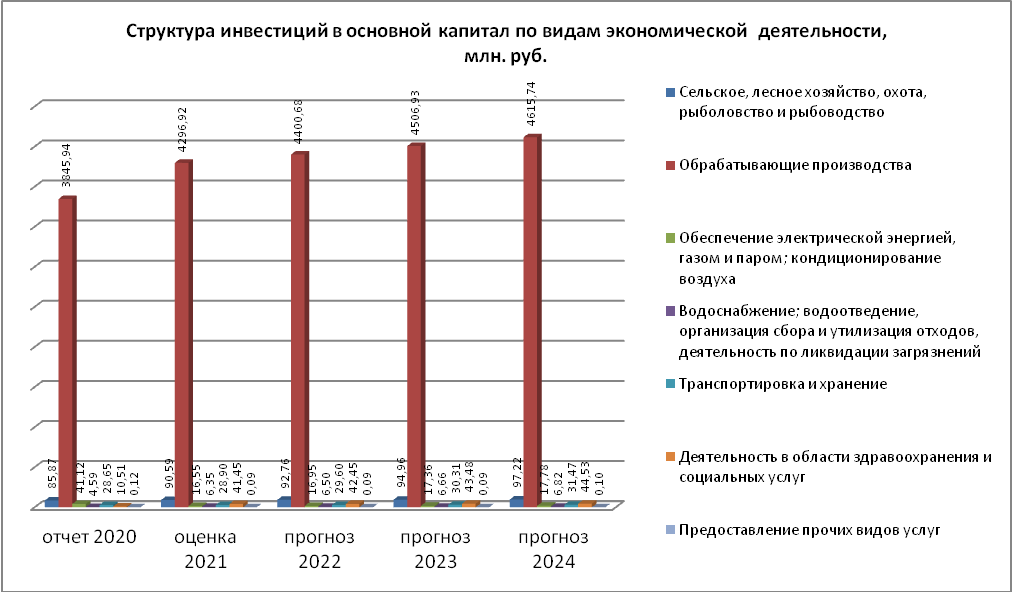 Структура инвестиций в основной капитал по видам экономической деятельности,
млн. руб.
85,87
3845,94
41,12
4,59
28,65
10,51
0,12
90,59
4296,92
16,55
6,35
28,90
41,45
0,09
92,76
4400,68
16,95
6,50
29,60
42,45
0,09
94,96
4506,93
17,36
6,66
30,31
43,48
0,09
97,22
4615,74
17,78
6,82
31,47
44,53
0,10
отчет 2020
оценка
2021
прогноз
2022
прогноз
2023
прогноз
2024
Сельское, лесное хозяйство, охота,
рыболовство и рыбоводство
Обрабатывающие производства
Обеспечение электрической энергией,
газом и паром; кондиционирование
воздуха
Водоснабжение; водоотведение,
организация сбора и утилизация отходов,
деятельность по ликвидации загрязнений
Транспортировка и хранение
Деятельность в области здравоохранения и
социальных услуг
Предоставление прочих видов услуг